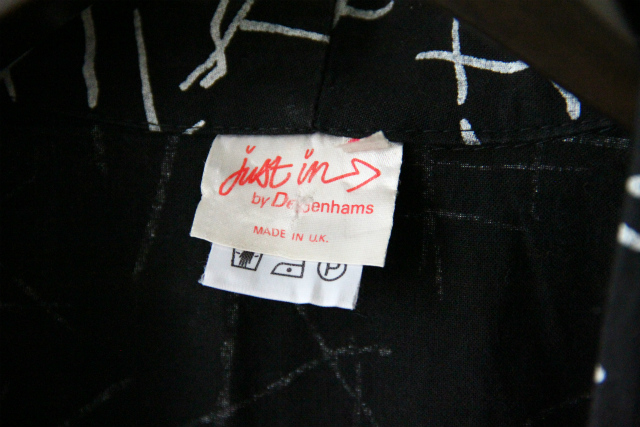 just in
by Debenhams
MADE IN U.K.
P